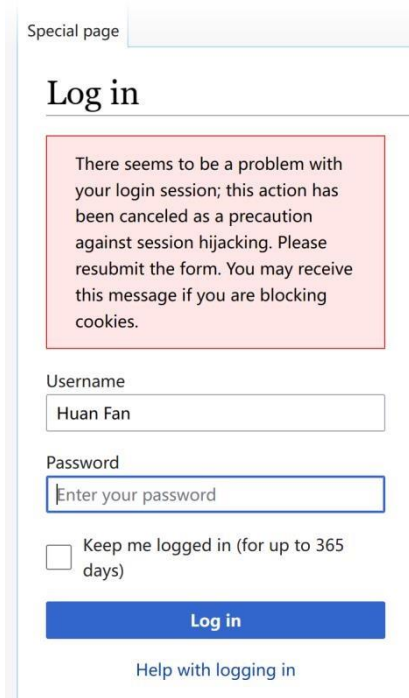 Special page
Log in
There seems to be a problem with
your login session; this action has
been canceled as a precaution
against session hijacking. Please
resubmit the form. You may receive
this message if you are blocking
cookies.
Username
Huan Fan
Password
Enter your password
Keep me logged in (for up to 365
days)
Log in
Help with logging in